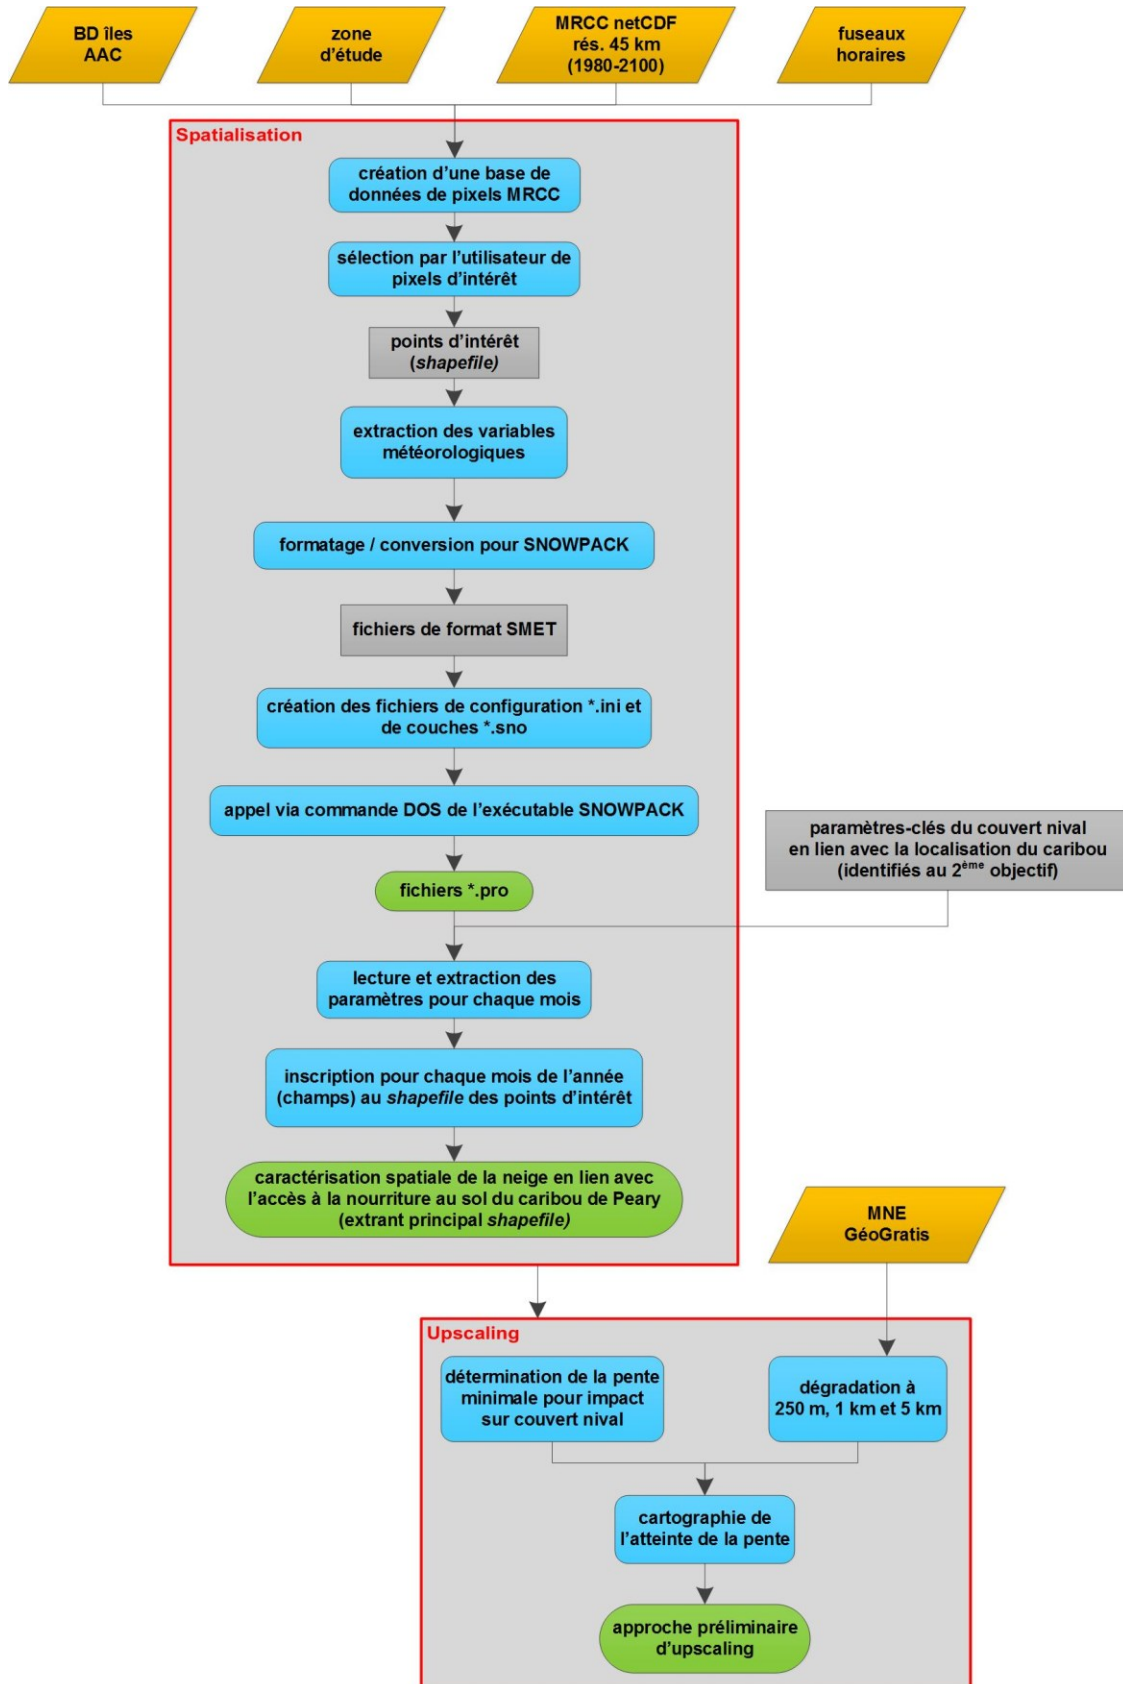 BD îles
AAC
zone
d'étude
MRCC netCDF
rés. 45 km
(1980-2100)
fuseaux
horaires
Spatialisation
création d'une base de
données de pixels MRCC
sélection par l'utilisateur de
pixels d'intérêt
points d'intérêt
(shapefile)
extraction des variables
météorologiques
formatage / conversion pour SNOWPACK
fichiers de format SMET
création des fichiers de configuration *.ini et
de couches *.sno
appel via commande DOS de l'exécutable SNOWPACK
paramètres-clés du couvert nival
en lien avec la localisation du caribou
(identifiés au 2ème objectif)
fichiers *.pro
lecture et extraction des
paramètres pour chaque mois
inscription pour chaque mois de l'année
(champs) au shapefile des points d'intérêt
caractérisation spatiale de la neige en lien avec
l'accès à la nourriture au sol du caribou de Peary
(extrant principal shapefile)
MNE
GéoGratis
Upscaling
détermination de la pente
minimale pour impact
sur couvert nival
dégradation à
250 m, 1 km et 5 km
cartographie de
l'atteinte de la pente
approche préliminaire
d'upscaling